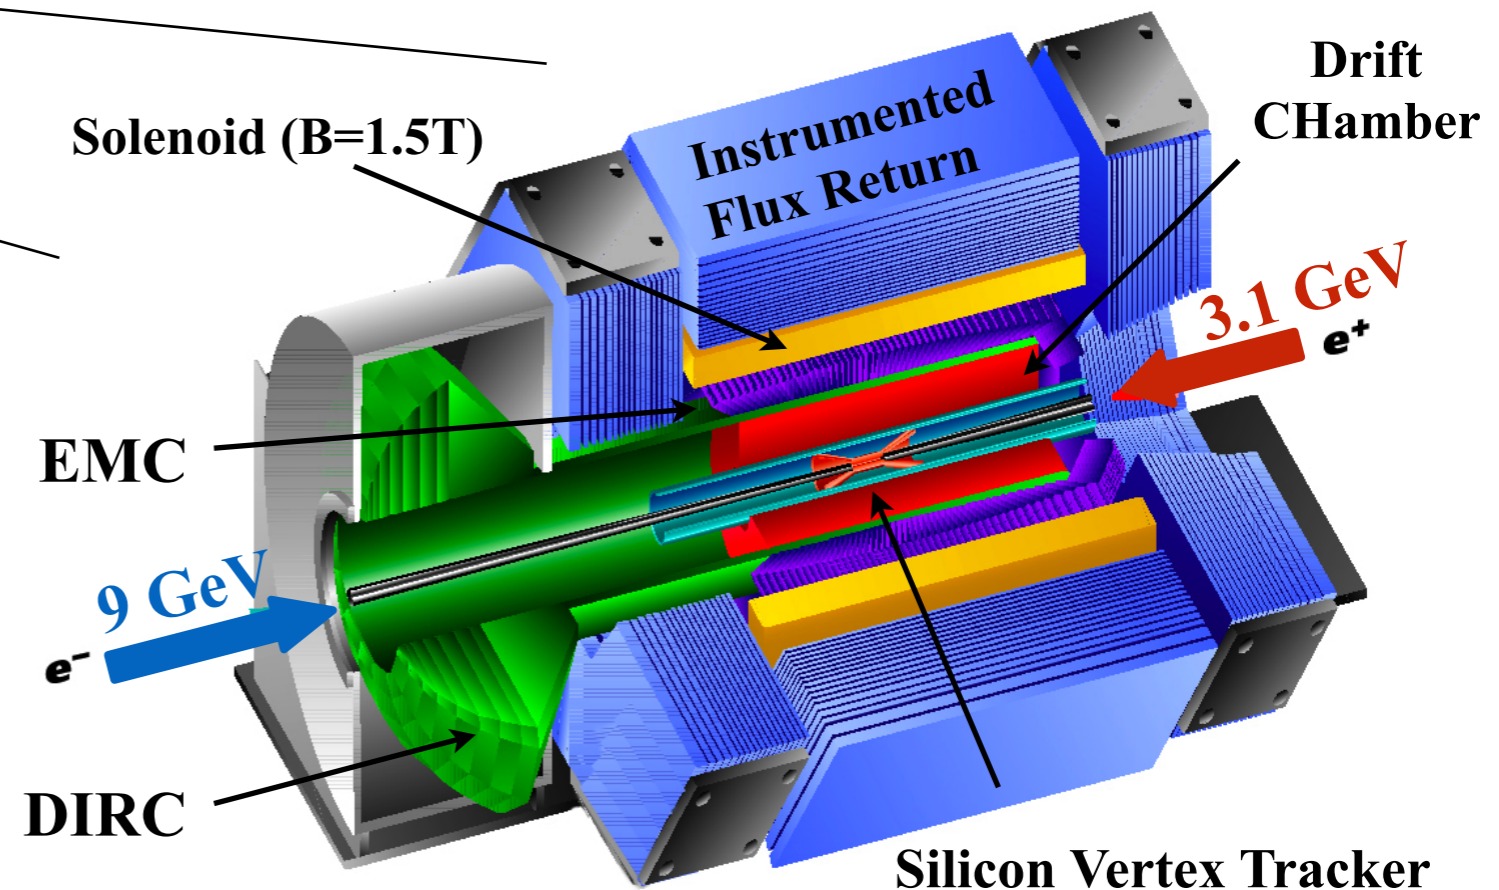 Drift
CHamber
Solenoid (B=1.5T)
Instrumented
Flux Return
3.1 GeV
e⁺
EMC
9 GeV
e⁻
DIRC
Silicon Vertex Tracker